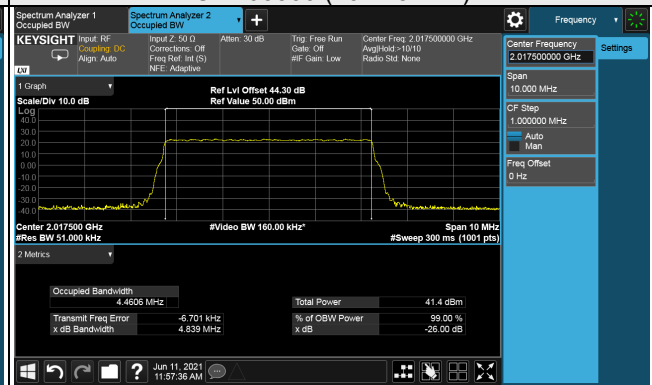 Spectrum Analyzer 1
Occupied BW
Spectrum Analyzer 2
Occupied BW
Frequency
KEYSIGHT
Input: RF
Coupling: DC
Align: Auto
Input Z: 50 Ω
Corrections: Off
Freq Ref: Int (S)
NFE: Adaptive
Atten: 30 dB
Trig: Free Run
Gate: Off
#IF Gain: Low
Center Freq: 2.017500000 GHz
Avg|Hold:>10/10
Radio Std: None
LXI
Center Frequency
2.017500000 GHz
Settings
Span
10.000 MHz
CF Step
1.000000 MHz
Auto
Man
Freq Offset
0 Hz
1 Graph
Scale/Div 10.0 dB
Ref Lvl Offset 44.30 dB
Ref Value 50.00 dBm
Log
40.0
30.0
20.0
10.0
0.00
-10.0
-20.0
-30.0
-40.0
Center 2.017500 GHz
#Video BW 160.00 kHz*
Span 10 MHz
#Res BW 51.000 kHz
#Sweep 300 ms (1001 pts)
2 Metrics
Occupied Bandwidth
4.4606 MHz
Total Power
41.4 dBm
Transmit Freq Error
-6.701 kHz
% of OBW Power
99.00 %
x dB Bandwidth
4.839 MHz
x dB
-26.00 dB
Jun 11, 2021
11:57:36 AM